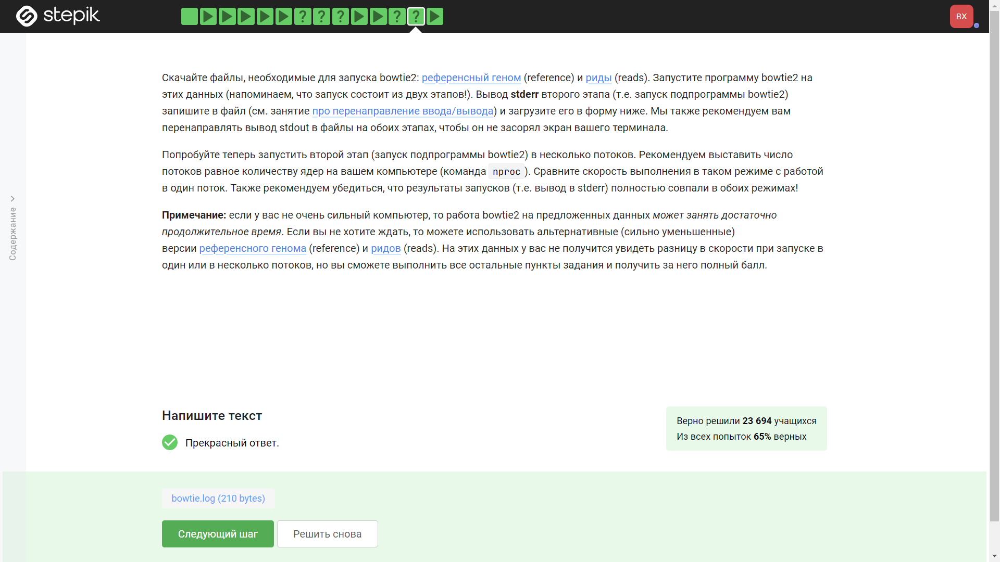 stepik
? ? ? ? ?
BX
Содержание
Скачайте файлы, необходимые для запуска bowtie2: референсный геном (reference) и риды (reads). Запустите программу bowtie2 на
этих данных (напоминаем, что запуск состоит из двух этапов!). Вывод stderr второго этапа (т.е. запуск подпрограммы bowtie2)
запишите в файл (см. занятие про перенаправление ввода/вывода) и загрузите его в форму ниже. Мы также рекомендуем вам
перенаправлять вывод stdout в файлы на обоих этапах, чтобы он не засорял экран вашего терминала.
Попробуйте теперь запустить второй этап (запуск подпрограммы bowtie2) в несколько потоков. Рекомендуем выставить число
потоков равное количеству ядер на вашем компьютере (команда nproc). Сравните скорость выполнения в таком режиме с работой
в один поток. Также рекомендуем убедиться, что результаты запусков (т.е. вывод в stderr) полностью совпали в обоих режимах!
Примечание: если у вас не очень сильный компьютер, то работа bowtie2 на предложенных данных может занять достаточно
продолжительное время. Если вы не хотите ждать, то можете использовать альтернативные (сильно уменьшенные)
версии референсного генома (reference) и ридов (reads). На этих данных у вас не получится увидеть разницу в скорости при запуске в
один или в несколько потоков, но вы сможете выполнить все остальные пункты задания и получить за него полный балл.
Напишите текст
Прекрасный ответ.
Верно решили 23 694 учащихся
Из всех попыток 65% верных
bowtie.log (210 bytes)
Следующий шаг
Решить снова